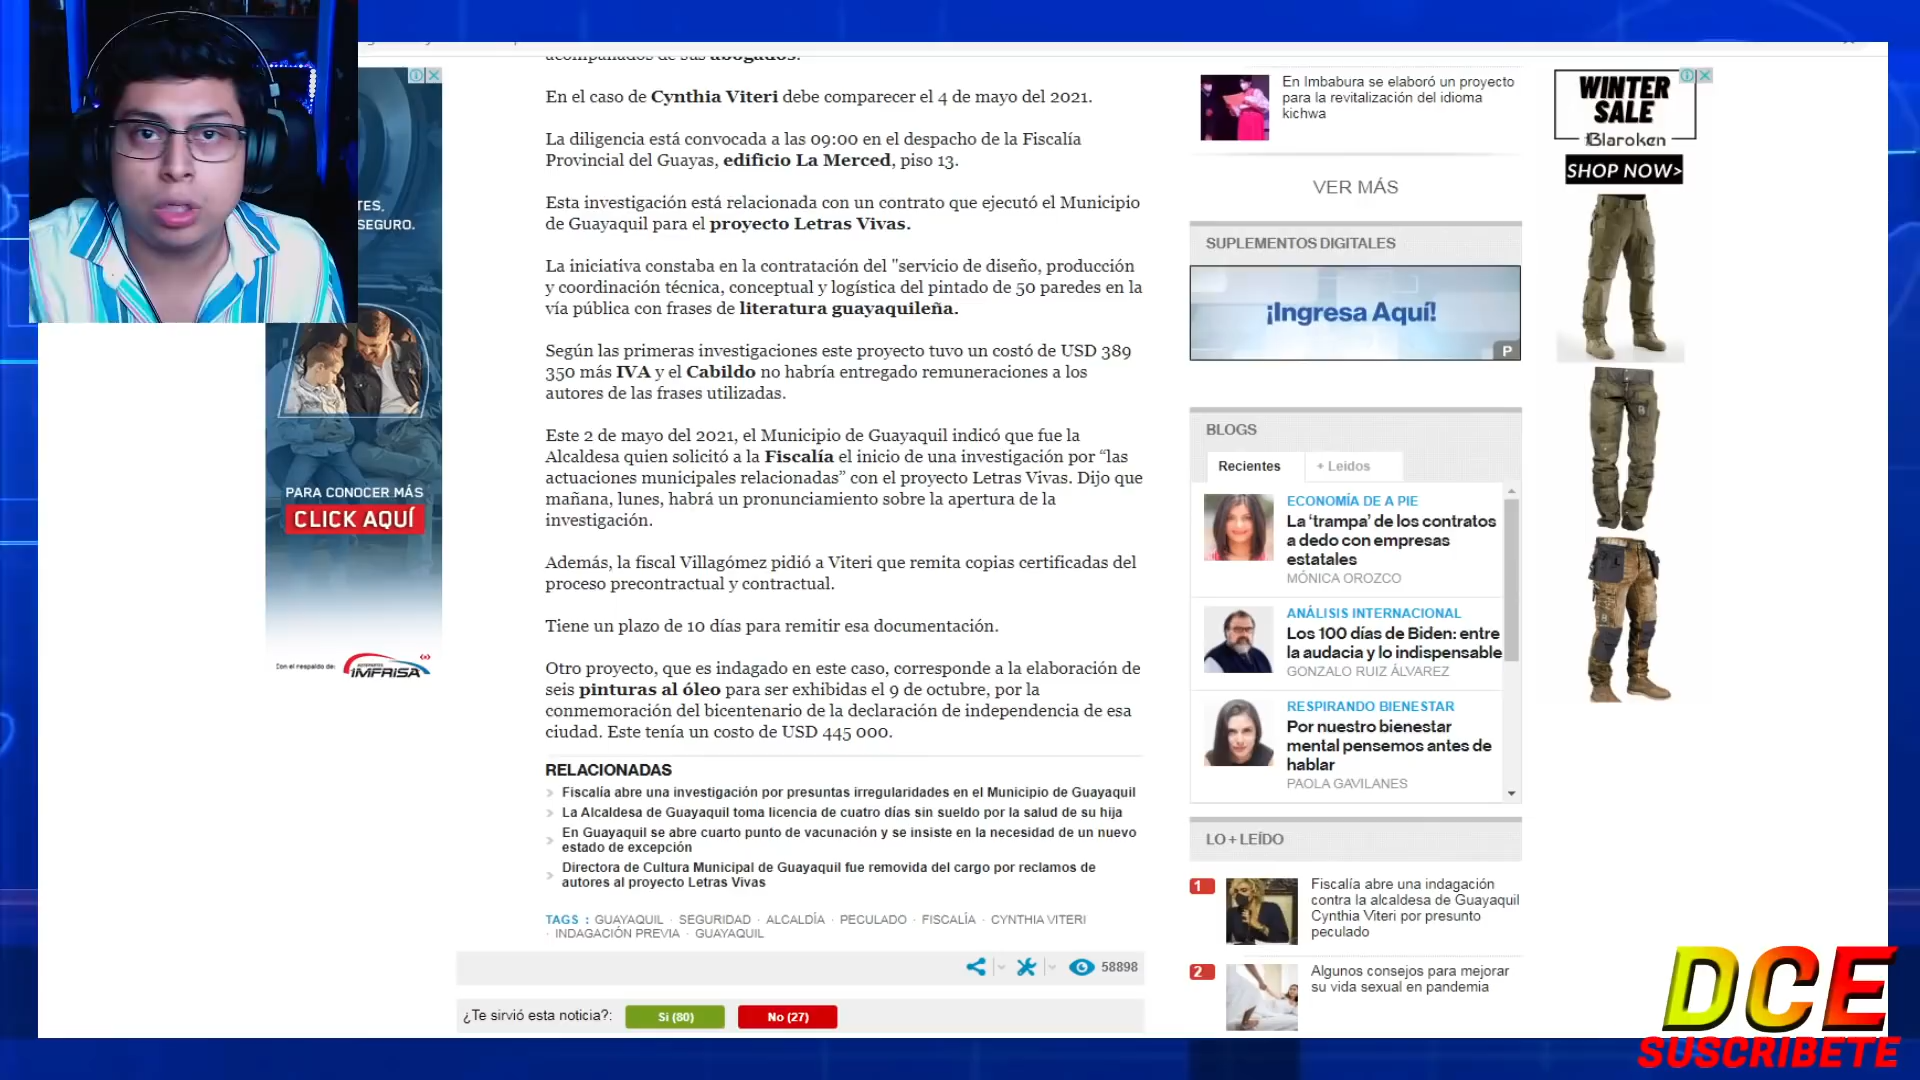 acompañados de sus abogados.
En el caso de Cynthia Viteri debe comparecer el 4 de mayo del 2021.
La diligencia está convocada a las 09:00 en el despacho de la Fiscalía
Provincial del Guayas, edificio La Merced, piso 13.
Esta investigación está relacionada con un contrato que ejecutó el Municipio
de Guayaquil para el proyecto Letras Vivas.
La iniciativa constaba en la contratación del "servicio de diseño, producción
y coordinación técnica, conceptual y logística del pintado de 50 paredes en la
vía pública con frases de literatura guayaquileña.
Según las primeras investigaciones este proyecto tuvo un costó de USD 389
350 más IVA y el Cabildo no habría entregado remuneraciones a los
autores de las frases utilizadas.
Este 2 de mayo del 2021, el Municipio de Guayaquil indicó que fue la
Alcaldesa quien solicitó a la Fiscalía el inicio de una investigación por “las
actuaciones municipales relacionadas” con el proyecto Letras Vivas. Dijo que
mañana, lunes, habrá un pronunciamiento sobre la apertura de la
investigación.
Además, la fiscal Villagómez pidió a Viteri que remita copias certificadas del
proceso precontractual y contractual.
Tiene un plazo de 10 días para remitir esa documentación.
Otro proyecto, que es indagado en este caso, corresponde a la elaboración de
seis pinturas al óleo para ser exhibidas el 9 de octubre, por la
conmemoración del bicentenario de la declaración de independencia de esa
ciudad. Este tenía un costo de USD 445 000.
RELACIONADAS
Fiscalía abre una investigación por presuntas irregularidades en el Municipio de Guayaquil
La Alcaldesa de Guayaquil toma licencia de cuatro días sin sueldo por la salud de su hija
En Guayaquil se abre cuarto punto de vacunación y se insiste en la necesidad de un nuevo
estado de excepción
Directora de Cultura Municipal de Guayaquil fue removida del cargo por reclamos de
autores al proyecto Letras Vivas
TAGS : GUAYAQUIL · SEGURIDAD · ALCALDÍA · PECULADO · FISCALÍA · CYNTHIA VITERI
· INDAGACIÓN PREVIA · GUAYAQUIL
58898
¿Te sirvió esta noticia?: Si (80) No (27)
TES,
SEGURO.
PARA CONOCER MÁS
CLICK AQUÍ
Con el respaldo de: IMFRISA
En Imbabura se elaboró un proyecto
para la revitalización del idioma
kichwa
VER MÁS
SUPLEMENTOS DIGITALES
¡Ingresa Aquí!
P
BLOGS
Recientes + Leidos
ECONOMÍA DE A PIE
La ‘trampa’ de los contratos
a dedo con empresas
estatales
MÓNICA OROZCO
ANÁLISIS INTERNACIONAL
Los 100 días de Biden: entre
la audacia y lo indispensable
GONZALO RUIZ ÁLVAREZ
RESPIRANDO BIENESTAR
Por nuestro bienestar
mental pensemos antes de
hablar
PAOLA GAVILANES
LO + LEÍDO
1
Fiscalía abre una indagación
contra la alcaldesa de Guayaquil
Cynthia Viteri por presunto
peculado
2
Algunos consejos para mejorar
su vida sexual en pandemia
WINTER
SALE
Blaroken
SHOP NOW>
DCE
SUSCRIBETE